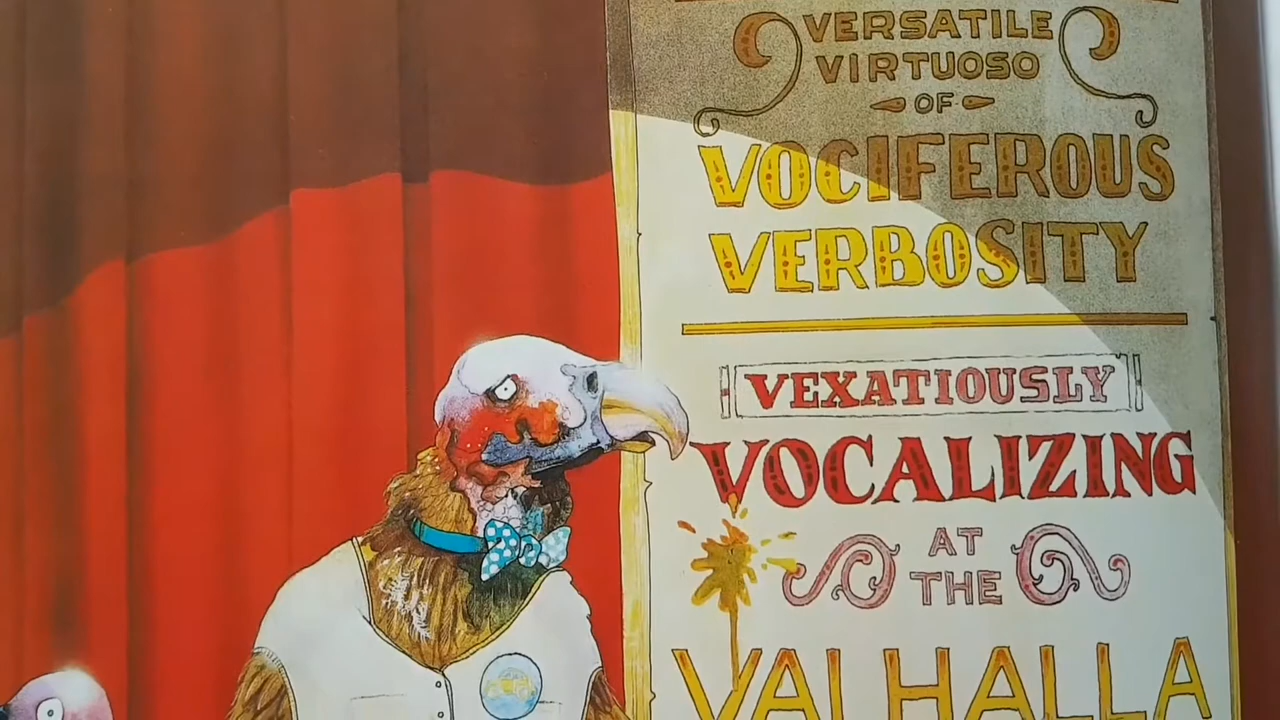 VERSATILE
VIRTUOSO
OF
VOCIFEROUS
VERBOSITY
VEXATIOUSLY
VOCALIZING
AT
THE
VALHALLA